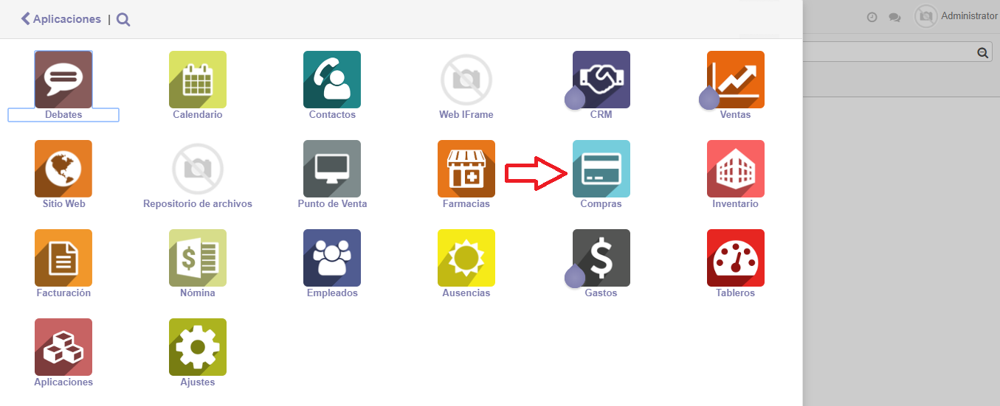 Aplicaciones |
Administrator
Debates
Calendario
Contactos
Web IFrame
CRM
Ventas
Sitio Web
Repositorio de archivos
Punto de Venta
Farmacias
Compras
Inventario
Facturación
Nómina
Empleados
Ausencias
Gastos
Tableros
Aplicaciones
Ajustes